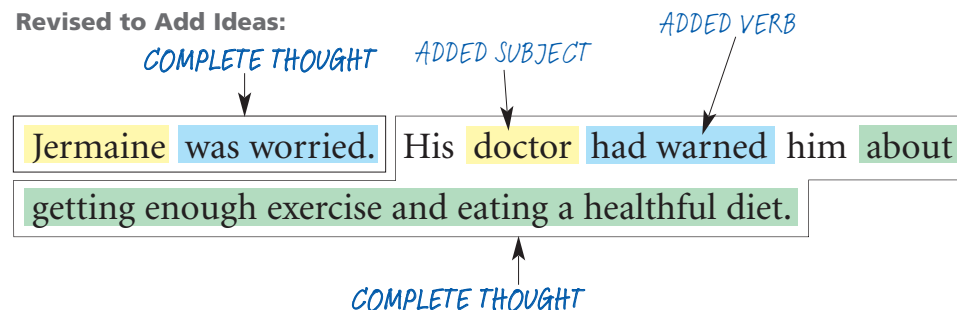 Revised to Add Ideas:
ADDED VERB
COMPLETE THOUGHT
ADDED SUBJECT
Jermaine was worried. His doctor had warned him about
getting enough exercise and eating a healthful diet.
COMPLETE THOUGHT